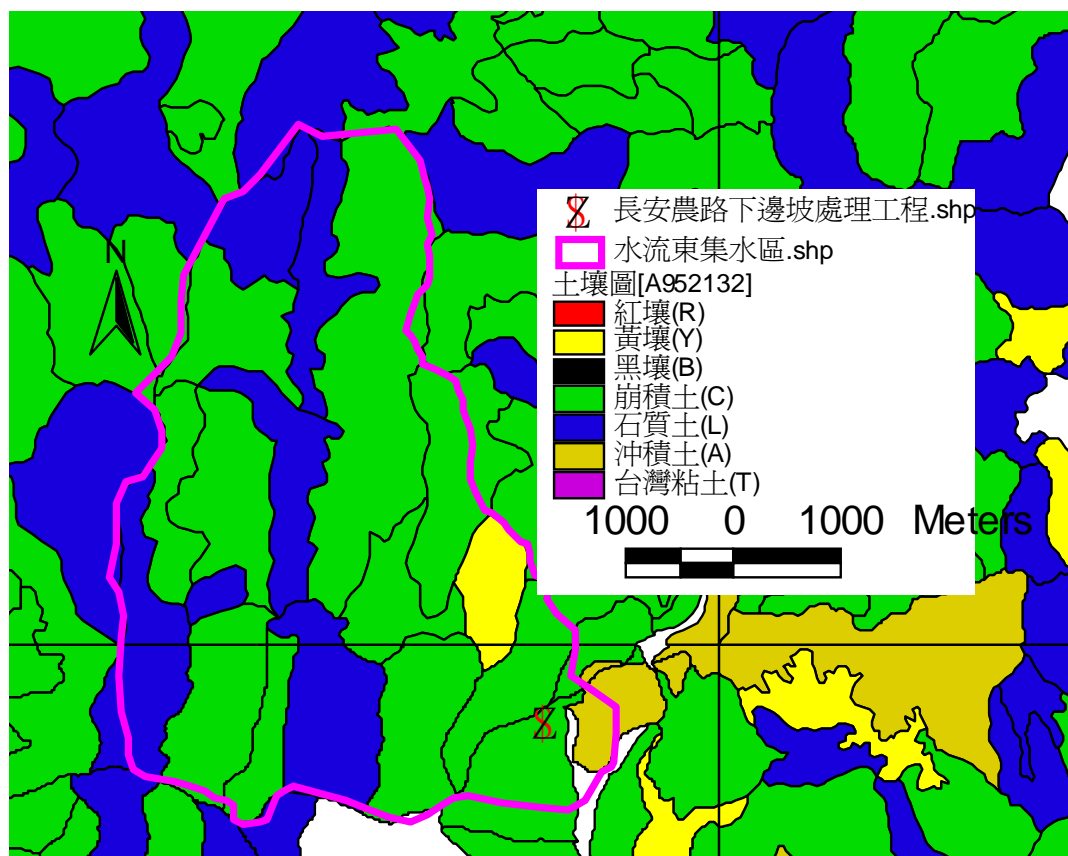 N
長安農路下邊坡處理工程.shp
水流東集水區.shp
土壤圖[A952132]
紅壤(R)
黃壤(Y)
黑壤(B)
崩積土(C)
石質土(L)
沖積土(A)
台灣粘土(T)
1000 0 1000 Meters